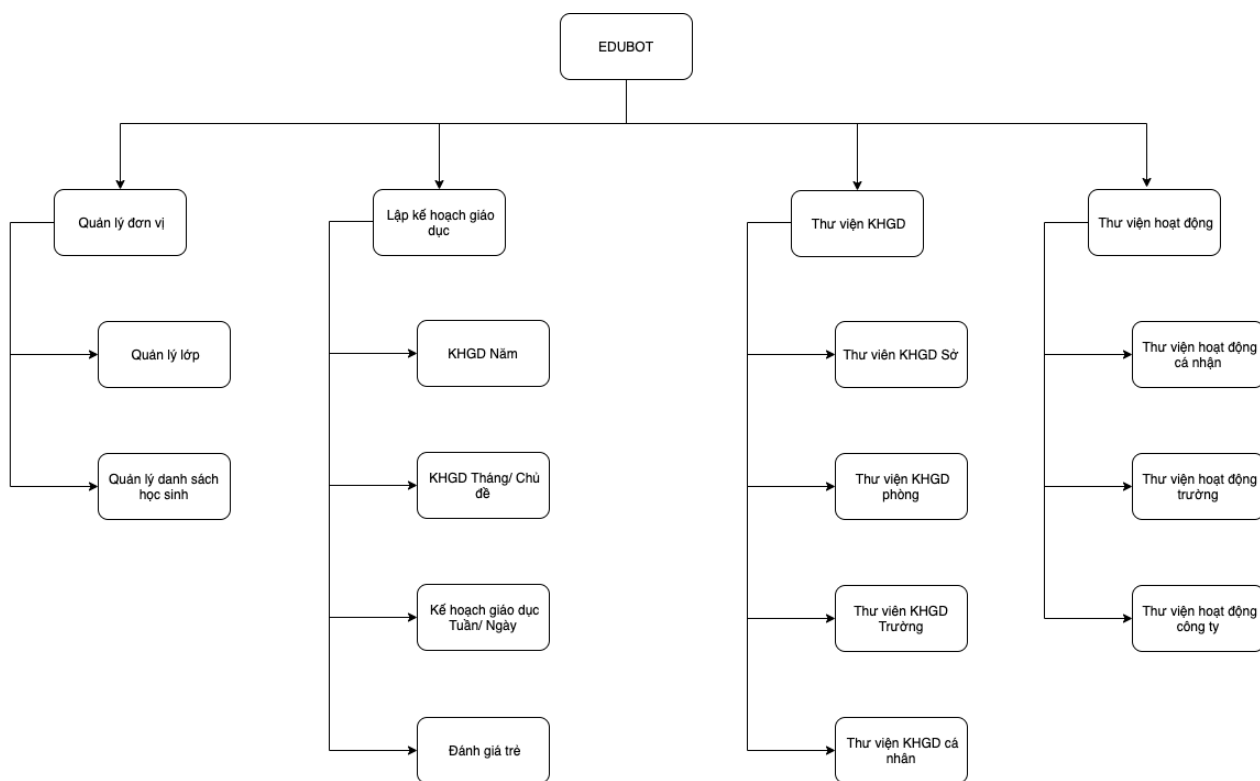 EDUBOT
Quản lý đơn vị
Lập kế hoạch giáo
dục
Thư viện KHGD
Thư viện hoạt động
Quản lý lớp
KHGD Năm
Thư viên KHGD Sở
Thư viện hoạt động
cá nhận
Quản lý danh sách
học sinh
KHGD Tháng/ Chủ
đề
Thư viện KHGD
phòng
Thư viện hoạt động
trường
Kế hoạch giáo dục
Tuần/ Ngày
Thư viên KHGD
Trường
Thư viện hoạt động
công ty
Đánh giá trẻ
Thư viện KHGD cá
nhân